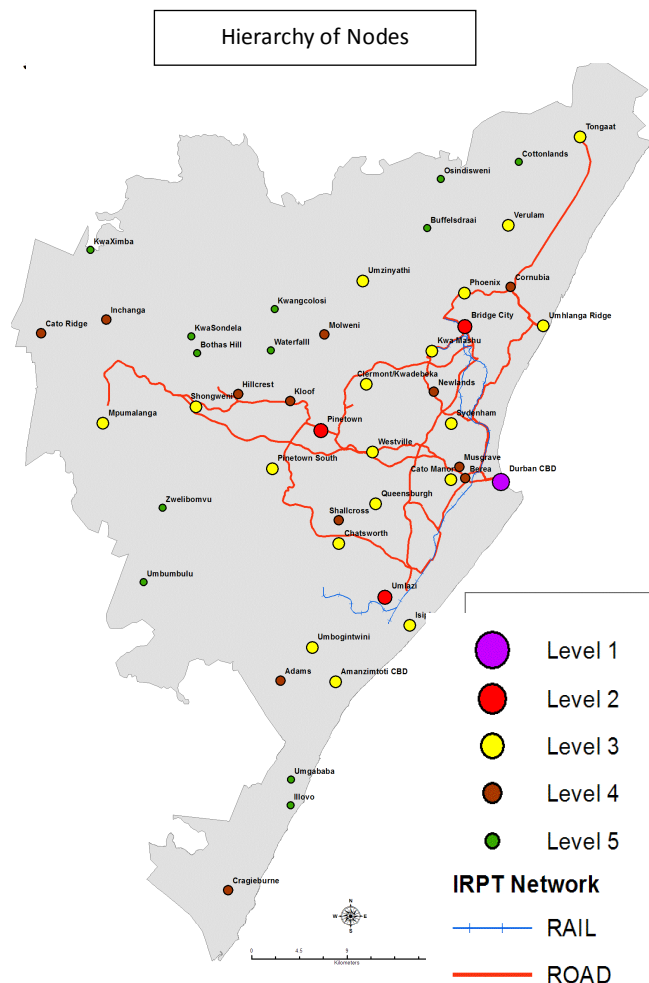 Hierarchy of Nodes
Tongaat
Cottonlands
Osindisweni
Verulam
Buffelsdraai
KwaXimba
Umzinyathi
Phoenix
Cornubia
Kwangcolosi
Inchanga
Cato Ridge
Bridge City
Umhlanga Ridge
KwaSondela
Molweni
Bothas Hill
Waterfalll
Kwa Mashu
Clermont/Kwadebeka
Newlands
Hillcrest
Kloof
Shongweni
Mpumalanga
Pinetown
Sydenham
Westville
Pinetown South
Musgrave
Cato Manor
Berea
Durban CBD
Zwelibomvu
Queensburgh
Shallcross
Chatsworth
Umbumbulu
Umlazi
Isip
Umbogintwini
Adams
Amanzimtoti CBD
Umgababa
Illovo
Cragieburne
Level 1
Level 2
Level 3
Level 4
Level 5
IRPT Network
RAIL
ROAD
N
W
E
S
0 4.5 9
Kilometers